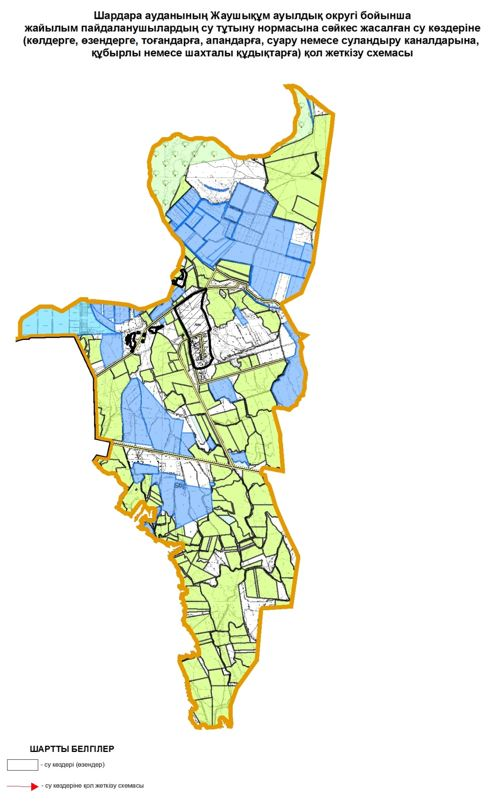 Шардара ауданының Жаушықұм ауылдық округі бойынша
жайылым пайдаланушылардың су тұтыну нормасына сәйкес жасалған су көздеріне
(көлдерге, өзендерге, тоғандарға, апандарға, суару немесе суландыру каналдарына,
құбырлы немесе шахталы құдықтарға) қол жеткізу схемасы
ШАРТТЫ БЕЛГІЛЕР
- су көздері (өзендер)
- су көздеріне қол жеткізу схемасы